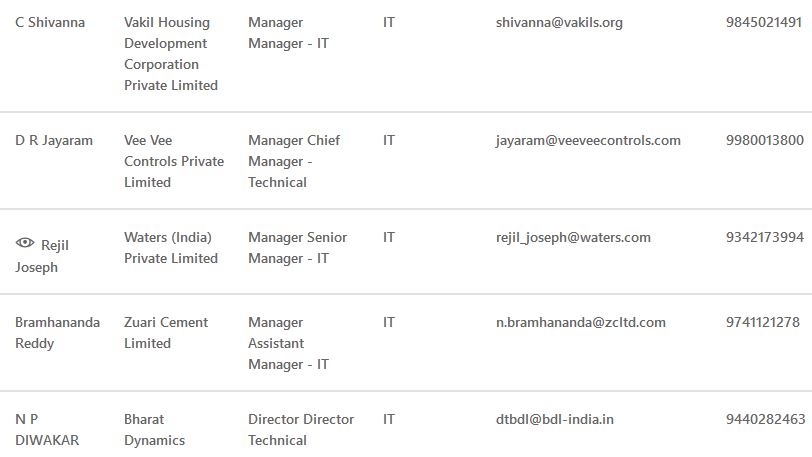 C Shivanna Vakil Housing Manager IT shivanna@vakils.org 9845021491
Development Manager - IT
Corporation
Private Limited
D R Jayaram Vee Vee Manager Chief IT jayaram@veeveecontrols.com 9980013800
Controls Private Manager -
Limited Technical
Rejil Waters (India) Manager Senior IT rejil_joseph@waters.com 9342173994
Joseph Private Limited Manager - IT
Bramhananda Zuari Cement Manager IT n.bramhananda@zcltd.com 9741121278
Reddy Limited Assistant
Manager - IT
N P Bharat Director Director IT dtbdl@bdl-india.in 9440282463
DIWAKAR Dynamics Technical